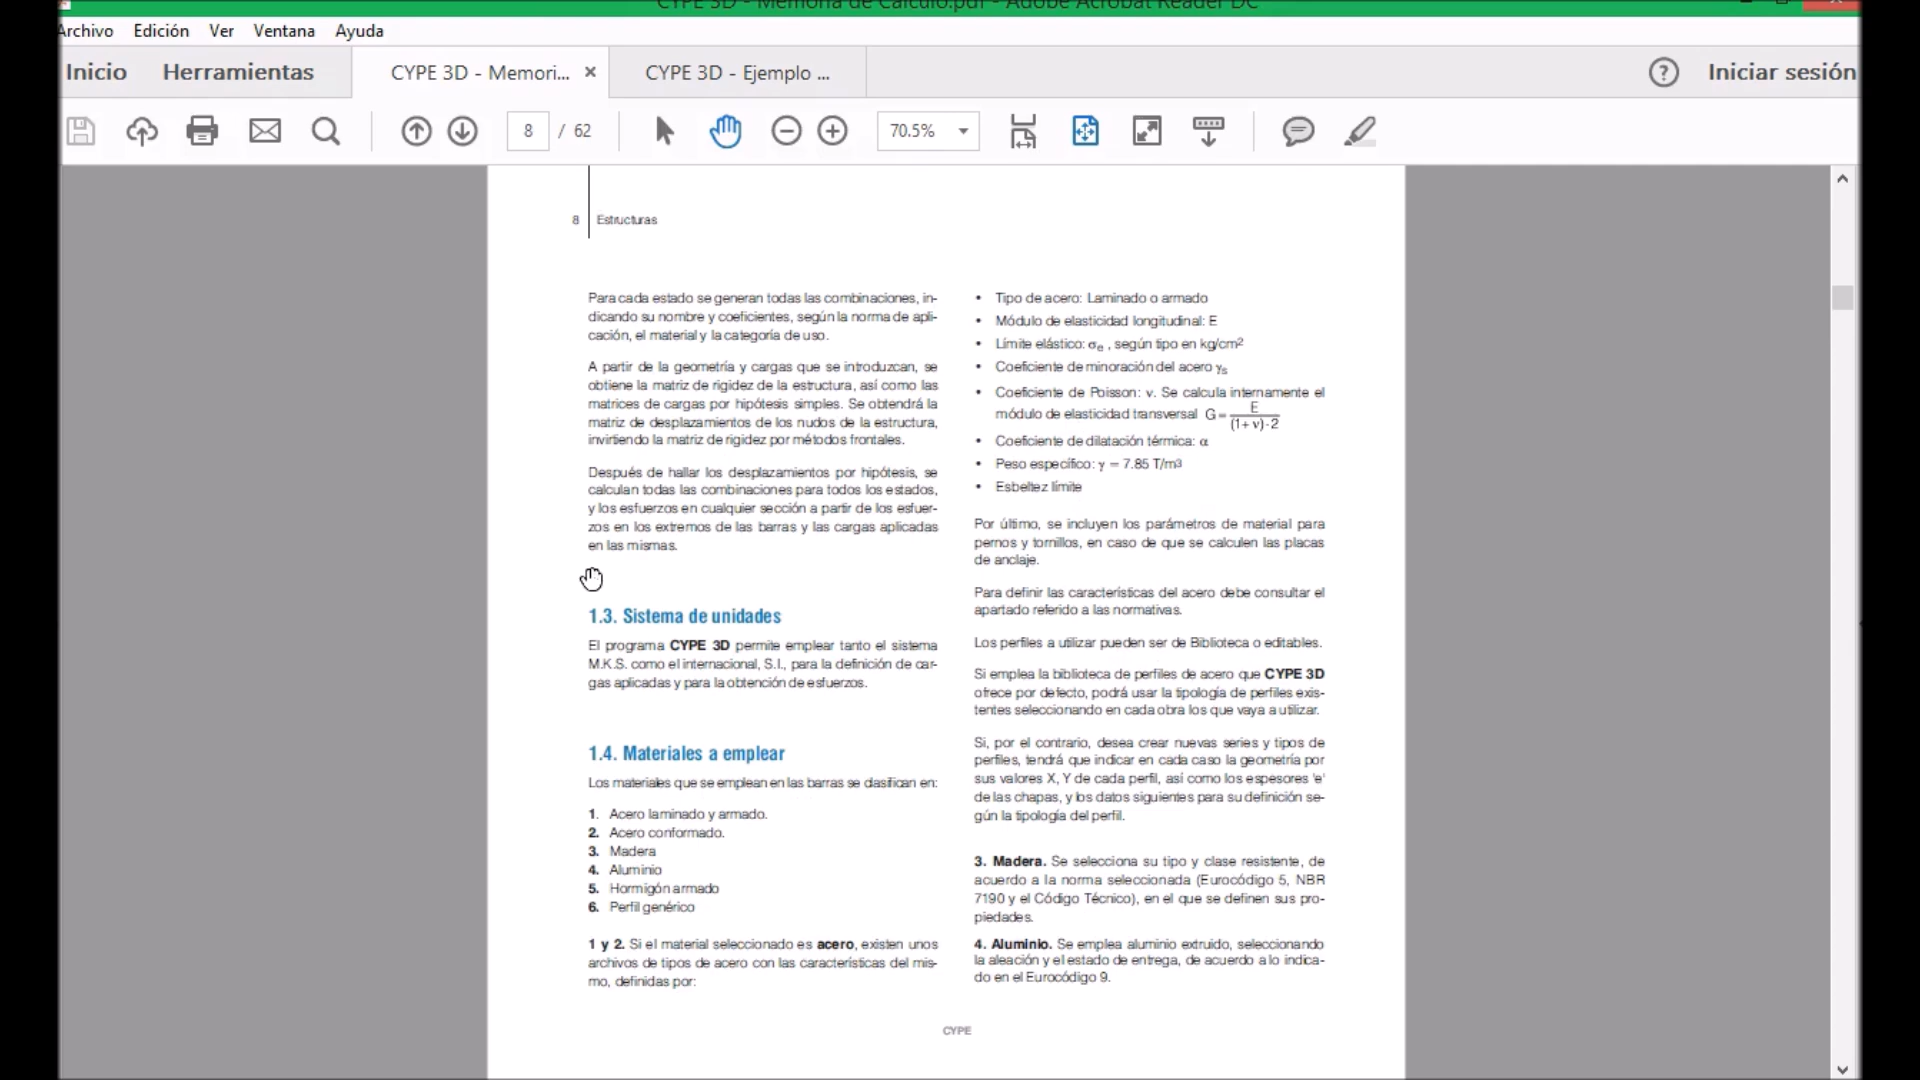 CYPE 3D - Memoria de Cálculo.pdf - Adobe Acrobat Reader DC
Archivo Edición Ver Ventana Ayuda
Inicio Herramientas CYPE 3D - Memori... × CYPE 3D - Ejemplo ... ? Iniciar sesión
8 / 62 70.5%
8 Estructuras
Para cada estado se generan todas las combinaciones, in-
dicando su nombre y coeficientes, según la norma de apli-
cación, el material y la categoría de uso.
A partir de la geometría y cargas que se introduzcan, se
obtiene la matriz de rigidez de la estructura, así como las
matrices de cargas por hipótesis simples. Se obtendrá la
matriz de desplazamientos de los nudos de la estructura,
invirtiendo la matriz de rigidez por métodos frontales.
Después de hallar los desplazamientos por hipótesis, se
calculan todas las combinaciones para todos los estados,
y los esfuerzos en cualquier sección a partir de los esfuer-
zos en los extremos de las barras y las cargas aplicadas
en las mismas.
1.3. Sistema de unidades
El programa CYPE 3D permite emplear tanto el sistema
M.K.S. como el internacional, S.I., para la definición de car-
gas aplicadas y para la obtención de esfuerzos.
1.4. Materiales a emplear
Los materiales que se emplean en las barras se clasifican en:
1. Acero laminado y armado.
2. Acero conformado.
3. Madera
4. Aluminio
5. Hormigón armado
6. Perfil genérico
1 y 2. Si el material seleccionado es acero, existen unos
archivos de tipos de acero con las características del mis-
mo, definidas por:
• Tipo de acero: Laminado o armado
• Módulo de elasticidad longitudinal: E
• Límite elástico: σe , según tipo en kg/cm2
• Coeficiente de minoración del acero γs
• Coeficiente de Poisson: ν. Se calcula internamente el
módulo de elasticidad transversal G = E / (1+ν)·2
• Coeficiente de dilatación térmica: α
• Peso específico: γ = 7.85 T/m3
• Esbeltez límite
Por último, se incluyen los parámetros de material para
pernos y tornillos, en caso de que se calculen las placas
de anclaje.
Para definir las características del acero debe consultar el
apartado referido a las normativas.
Los perfiles a utilizar pueden ser de Biblioteca o editables.
Si emplea la biblioteca de perfiles de acero que CYPE 3D
ofrece por defecto, podrá usar la tipología de perfiles exis-
tentes seleccionando en cada obra los que vaya a utilizar.
Si, por el contrario, desea crear nuevas series y tipos de
perfiles, tendrá que indicar en cada caso la geometría por
sus valores X, Y de cada perfil, así como los espesores 'e'
de las chapas, y los datos siguientes para su definición se-
gún la tipología del perfil.
3. Madera. Se selecciona su tipo y clase resistente, de
acuerdo a la norma seleccionada (Eurocódigo 5, NBR
7190 y el Código Técnico), en el que se definen sus pro-
piedades.
4. Aluminio. Se emplea aluminio extruido, seleccionando
la aleación y el estado de entrega, de acuerdo a lo indica-
do en el Eurocódigo 9.
CYPE